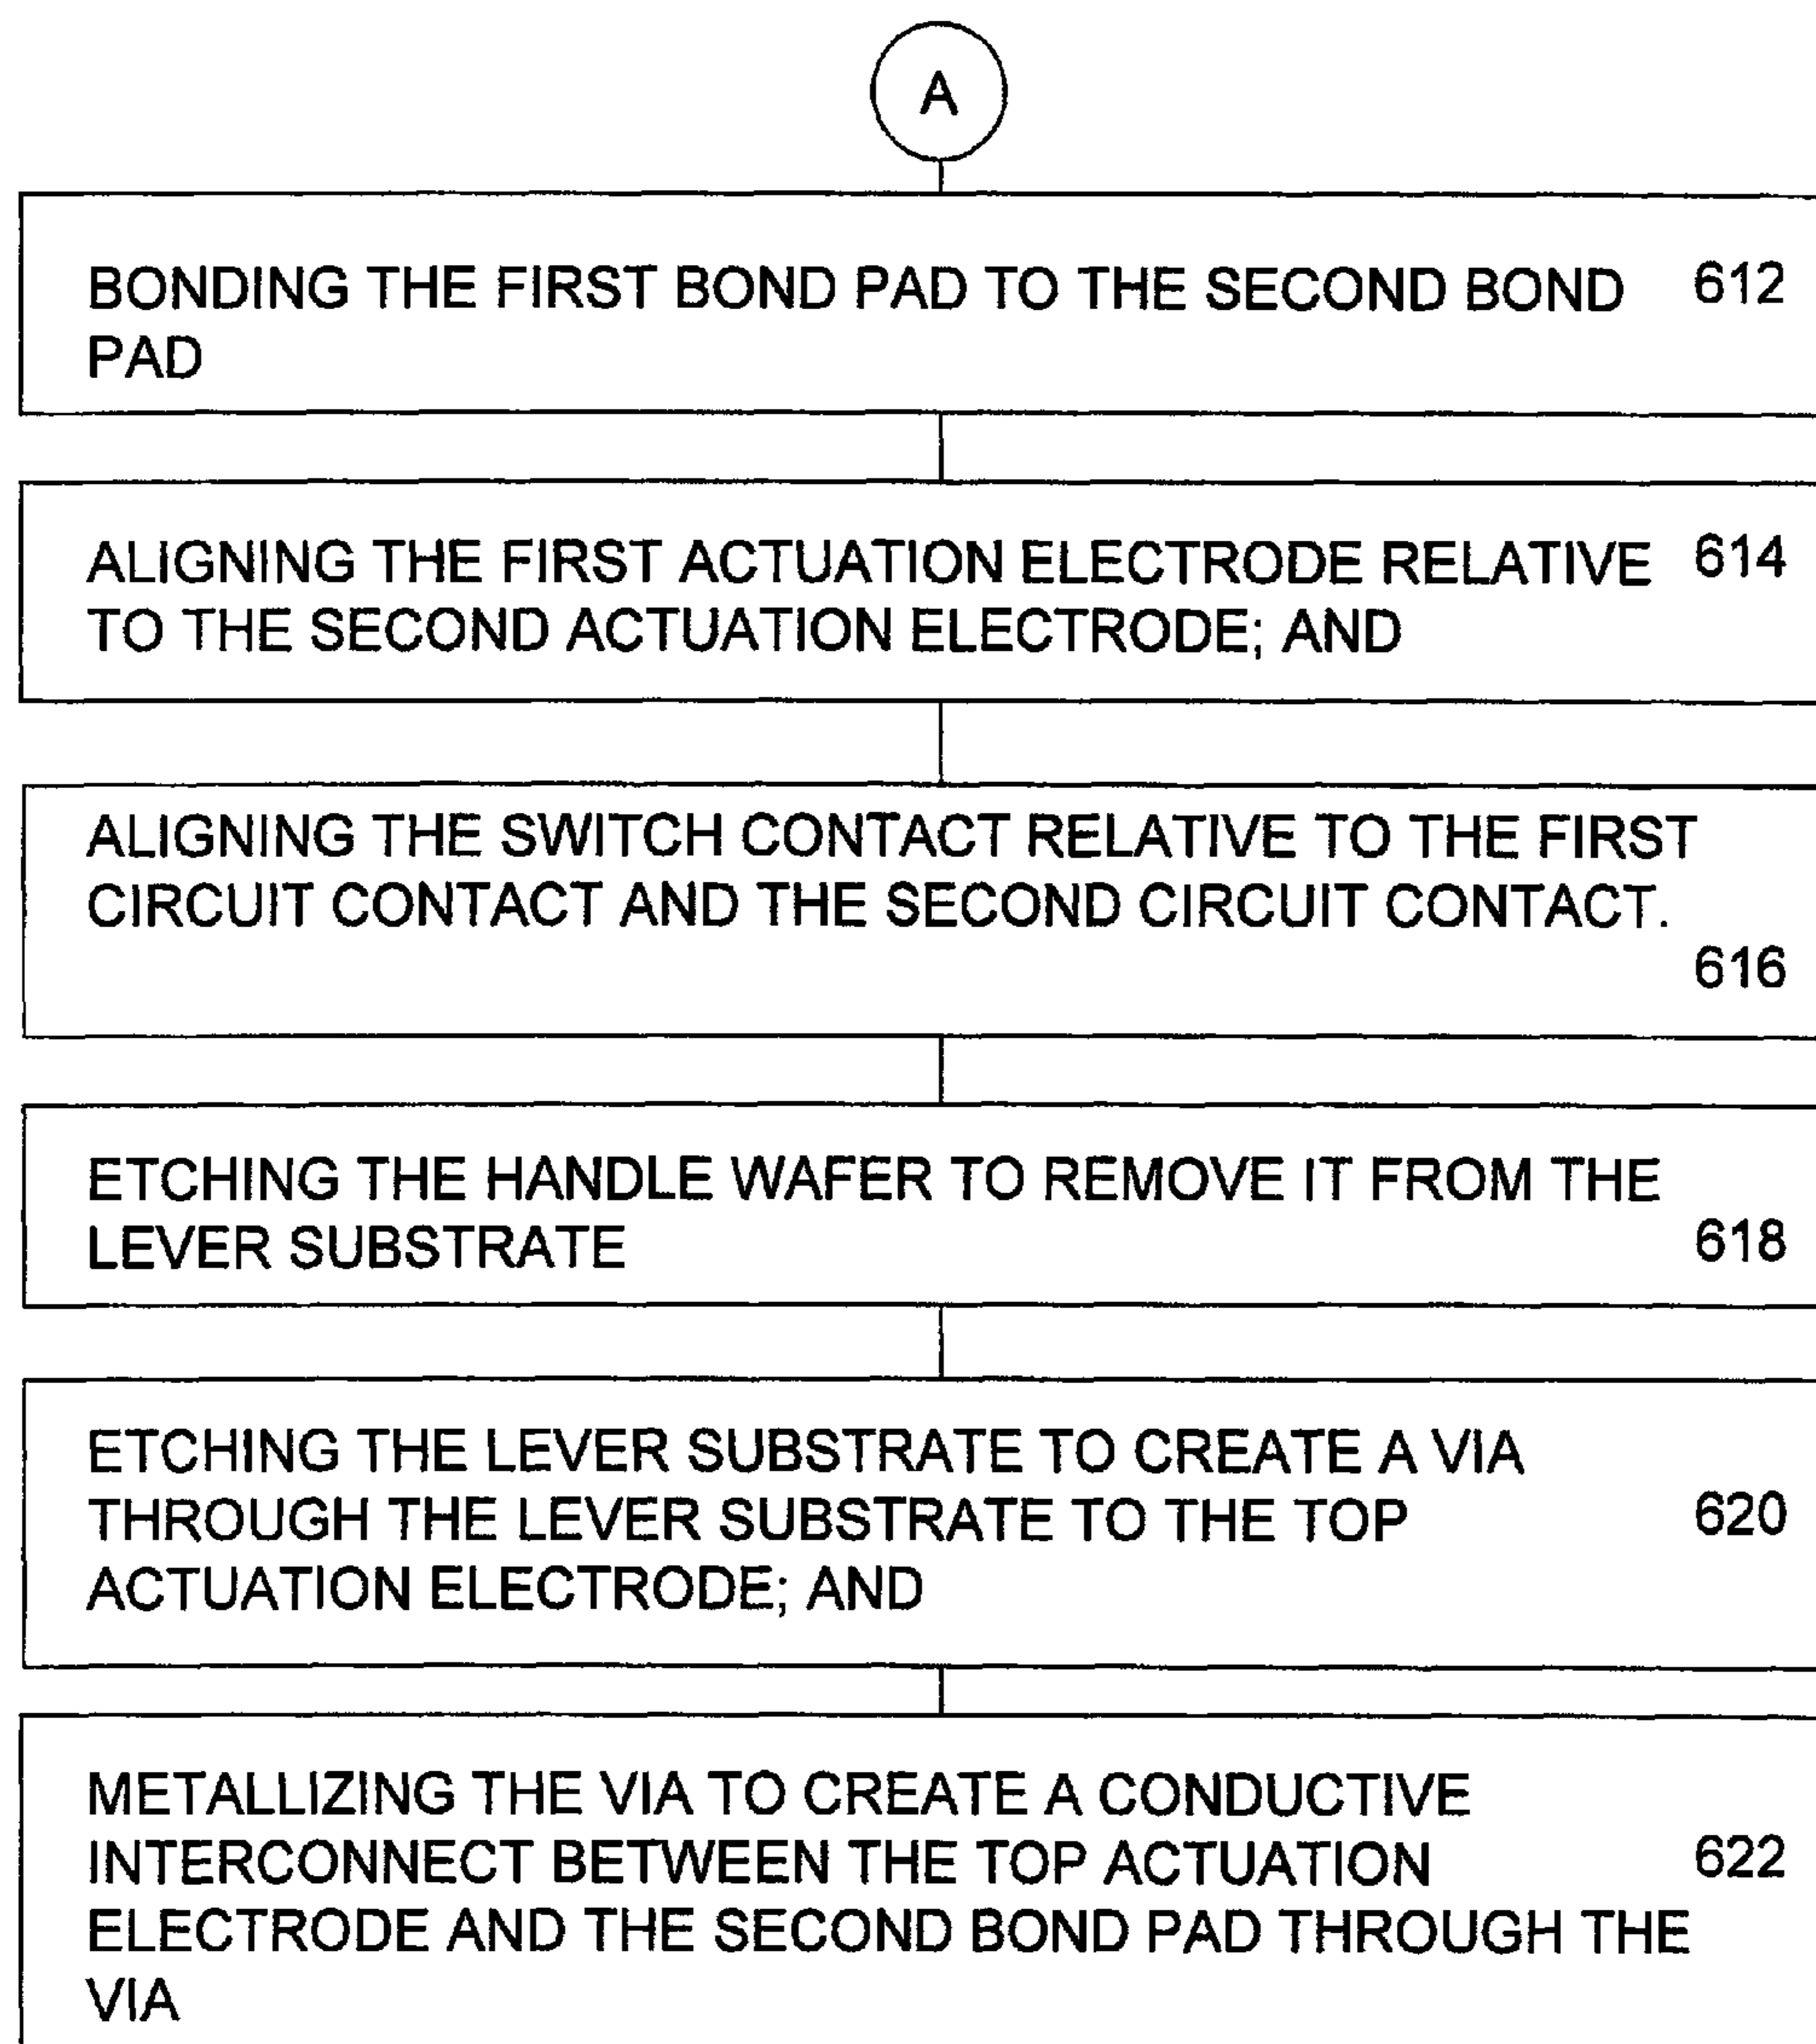 A
BONDING THE FIRST BOND PAD TO THE SECOND BOND 612
PAD
ALIGNING THE FIRST ACTUATION ELECTRODE RELATIVE 614
TO THE SECOND ACTUATION ELECTRODE; AND
ALIGNING THE SWITCH CONTACT RELATIVE TO THE FIRST
CIRCUIT CONTACT AND THE SECOND CIRCUIT CONTACT.
616
ETCHING THE HANDLE WAFER TO REMOVE IT FROM THE
LEVER SUBSTRATE 618
ETCHING THE LEVER SUBSTRATE TO CREATE A VIA
THROUGH THE LEVER SUBSTRATE TO THE TOP 620
ACTUATION ELECTRODE; AND
METALLIZING THE VIA TO CREATE A CONDUCTIVE
INTERCONNECT BETWEEN THE TOP ACTUATION 622
ELECTRODE AND THE SECOND BOND PAD THROUGH THE
VIA